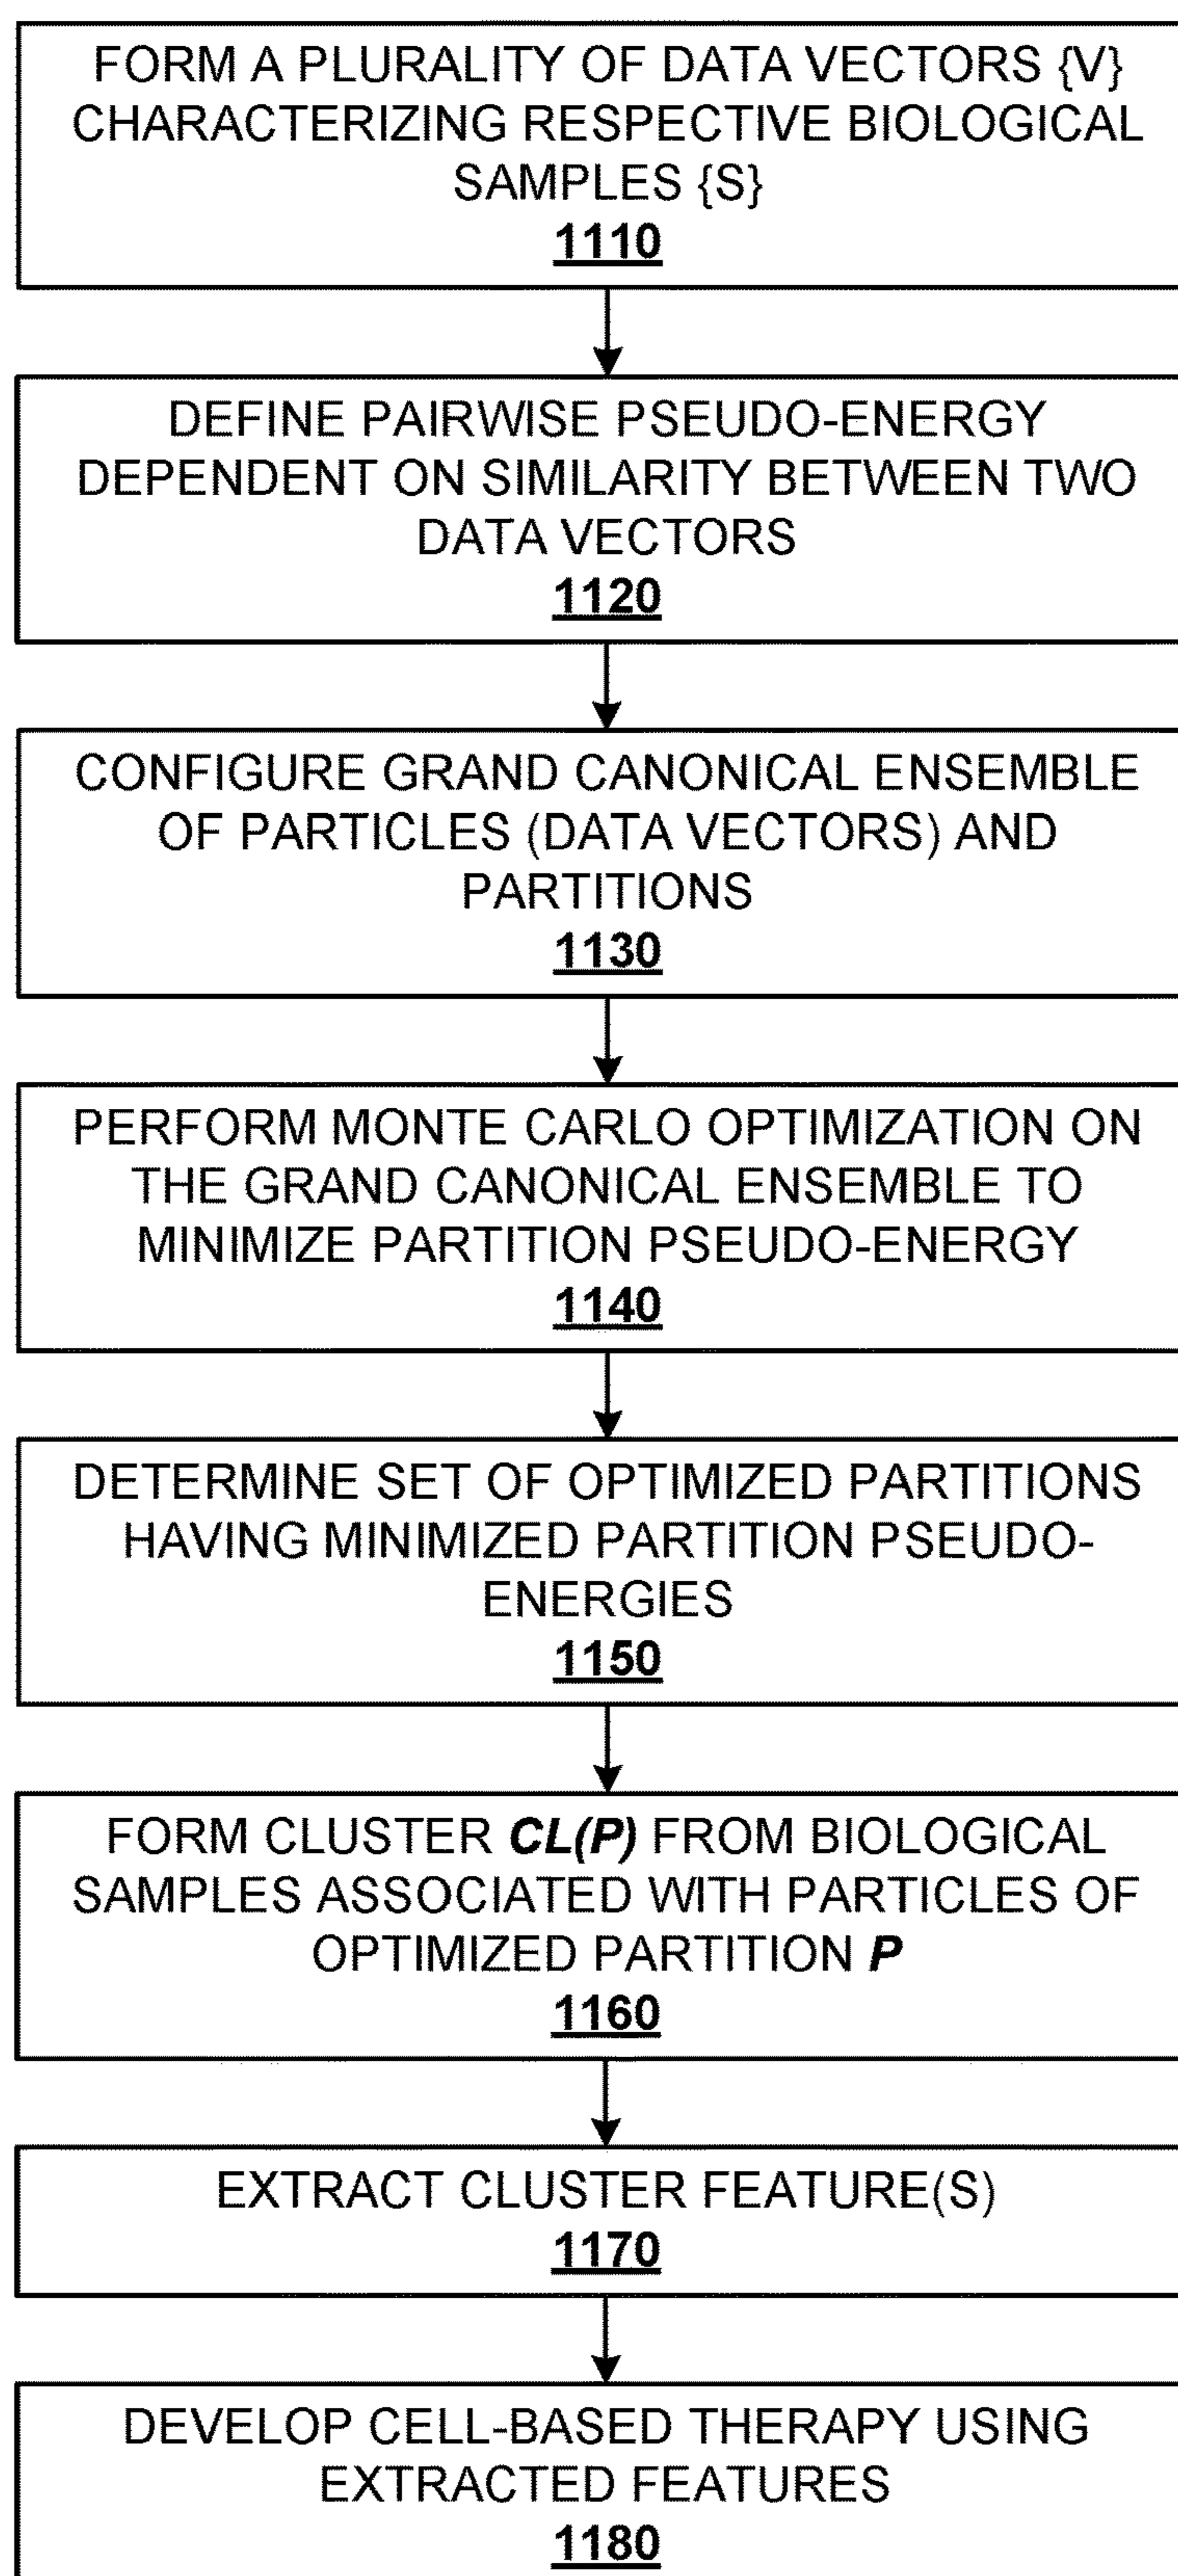 FORM A PLURALITY OF DATA VECTORS {V}
CHARACTERIZING RESPECTIVE BIOLOGICAL
SAMPLES {S}
1110
DEFINE PAIRWISE PSEUDO-ENERGY
DEPENDENT ON SIMILARITY BETWEEN TWO
DATA VECTORS
1120
CONFIGURE GRAND CANONICAL ENSEMBLE
OF PARTICLES (DATA VECTORS) AND
PARTITIONS
1130
PERFORM MONTE CARLO OPTIMIZATION ON
THE GRAND CANONICAL ENSEMBLE TO
MINIMIZE PARTITION PSEUDO-ENERGY
1140
DETERMINE SET OF OPTIMIZED PARTITIONS
HAVING MINIMIZED PARTITION PSEUDO-
ENERGIES
1150
FORM CLUSTER CL(P) FROM BIOLOGICAL
SAMPLES ASSOCIATED WITH PARTICLES OF
OPTIMIZED PARTITION P
1160
EXTRACT CLUSTER FEATURE(S)
1170
DEVELOP CELL-BASED THERAPY USING
EXTRACTED FEATURES
1180